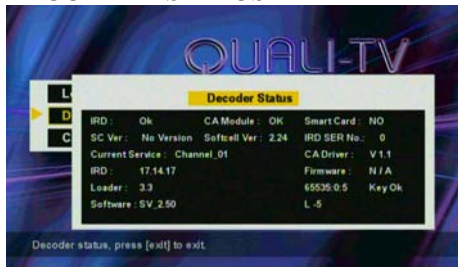 QUALI-TV
L
D
C
Decoder Status
IRD : Ok CA Module : OK Smart Card : NO
SC Ver : No Version Softcell Ver : 2.24 IRD SER No.: 0
Current Service : Channel_01 CA Driver : V 1.1
IRD : 17.14.17 Firmware : N / A
Loader : 3.3 65535:0:5 Key Ok
Software : SV_2.50 L -5
Decoder status, press [exit] to exit.